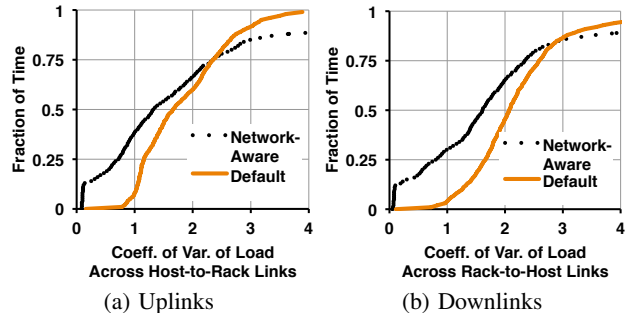 Fraction of Time
1
0.75
0.5
0.25
0
0 1 2 3 4
Network-
Aware
Default
Coeff. of Var. of Load
Across Host-to-Rack Links
(a) Uplinks
Fraction of Time
1
0.75
0.5
0.25
0
0 1 2 3 4
Network-
Aware
Default
Coeff. of Var. of Load
Across Rack-to-Host Links
(b) Downlinks